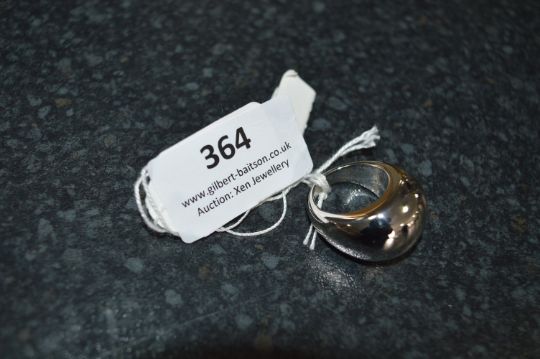 364
www.gilbert-baitson.co.uk
Auction: Xen Jewellery